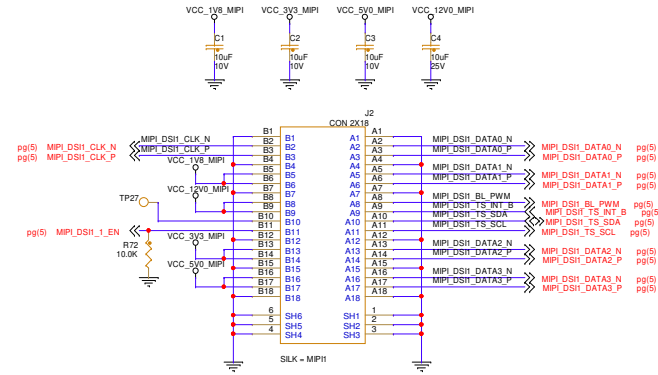 VCC_1V8_MIPI VCC_3V3_MIPI VCC_5V0_MIPI VCC_12V0_MIPI
C1 C2 C3 C4
10uF 10uF 10uF 10uF
10V 10V 10V 25V
J2
CON 2X18
B1 B1 A1 A1
MIPI_DSI1_CLK_N B2 B2 A2 A2 MIPI_DSI1_DATA0_N
pg(5) MIPI_DSI1_CLK_N MIPI_DSI1_DATA0_N pg(5)
MIPI_DSI1_CLK_P B3 B3 A3 A3 MIPI_DSI1_DATA0_P
pg(5) MIPI_DSI1_CLK_P MIPI_DSI1_DATA0_P pg(5)
VCC_1V8_MIPI B4 B4 A4 A4
B5 B5 A5 A5 MIPI_DSI1_DATA1_N MIPI_DSI1_DATA1_N pg(5)
B6 B6 A6 A6 MIPI_DSI1_DATA1_P MIPI_DSI1_DATA1_P pg(5)
VCC_12V0_MIPI B7 B7 A7 A7
TP27 B8 B8 A8 A8 MIPI_DSI1_BL_PWM MIPI_DSI1_BL_PWM pg(5)
B9 B9 A9 A9 MIPI_DSI1_TS_INT_B MIPI_DSI1_TS_INT_B pg(5)
B10 B10 A10 A10 MIPI_DSI1_TS_SDA MIPI_DSI1_TS_SDA pg(5)
pg(5) MIPI_DSI1_1_EN B11 B11 A11 A11 MIPI_DSI1_TS_SCL MIPI_DSI1_TS_SCL pg(5)
R72 VCC_3V3_MIPI B12 B12 A12 A12
10.0K B13 B13 A13 A13 MIPI_DSI1_DATA2_N MIPI_DSI1_DATA2_N pg(5)
B14 B14 A14 A14 MIPI_DSI1_DATA2_P MIPI_DSI1_DATA2_P pg(5)
VCC_5V0_MIPI B15 B15 A15 A15
B16 B16 A16 A16 MIPI_DSI1_DATA3_N MIPI_DSI1_DATA3_N pg(5)
B17 B17 A17 A17 MIPI_DSI1_DATA3_P MIPI_DSI1_DATA3_P pg(5)
B18 B18 A18 A18
6 SH6 SH1 1
5 SH5 SH2 2
4 SH4 SH3 3
SILK = MIPI1